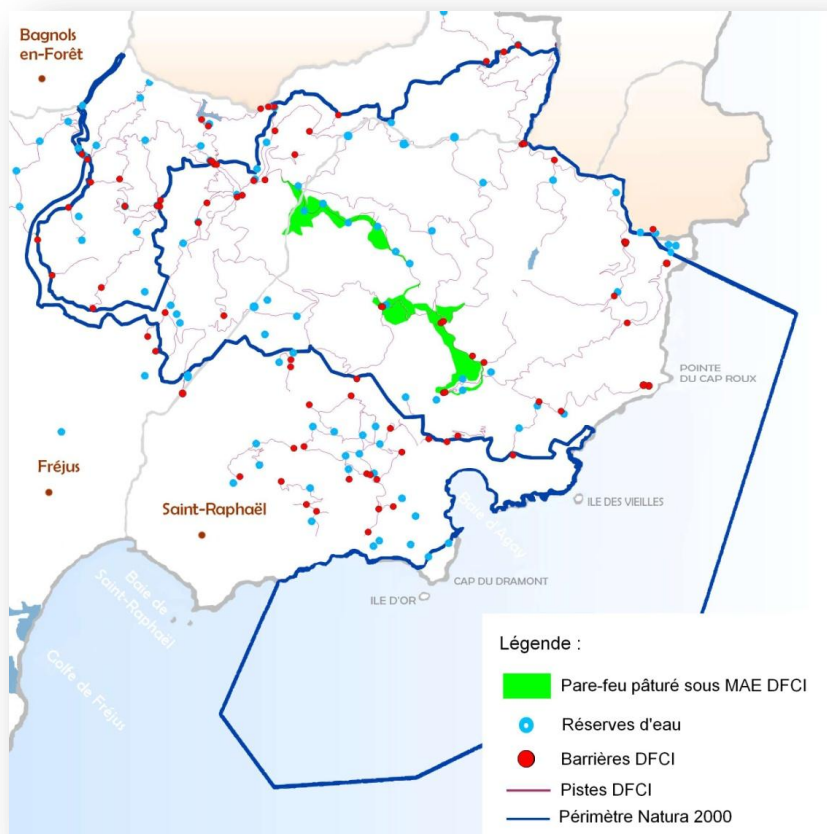 Bagnols
en-Forêt
POINTE
DU CAP ROUX
Fréjus
ILE DES VIEILLES
Saint-Raphaël
Baie d'Agay
CAP DU DRAMONT
ILE D'OR
Baie de
Saint-Raphaël
Golfe de Fréjus
Légende :
Pare-feu pâturé sous MAE DFCI
Réserves d'eau
Barrières DFCI
Pistes DFCI
Périmètre Natura 2000